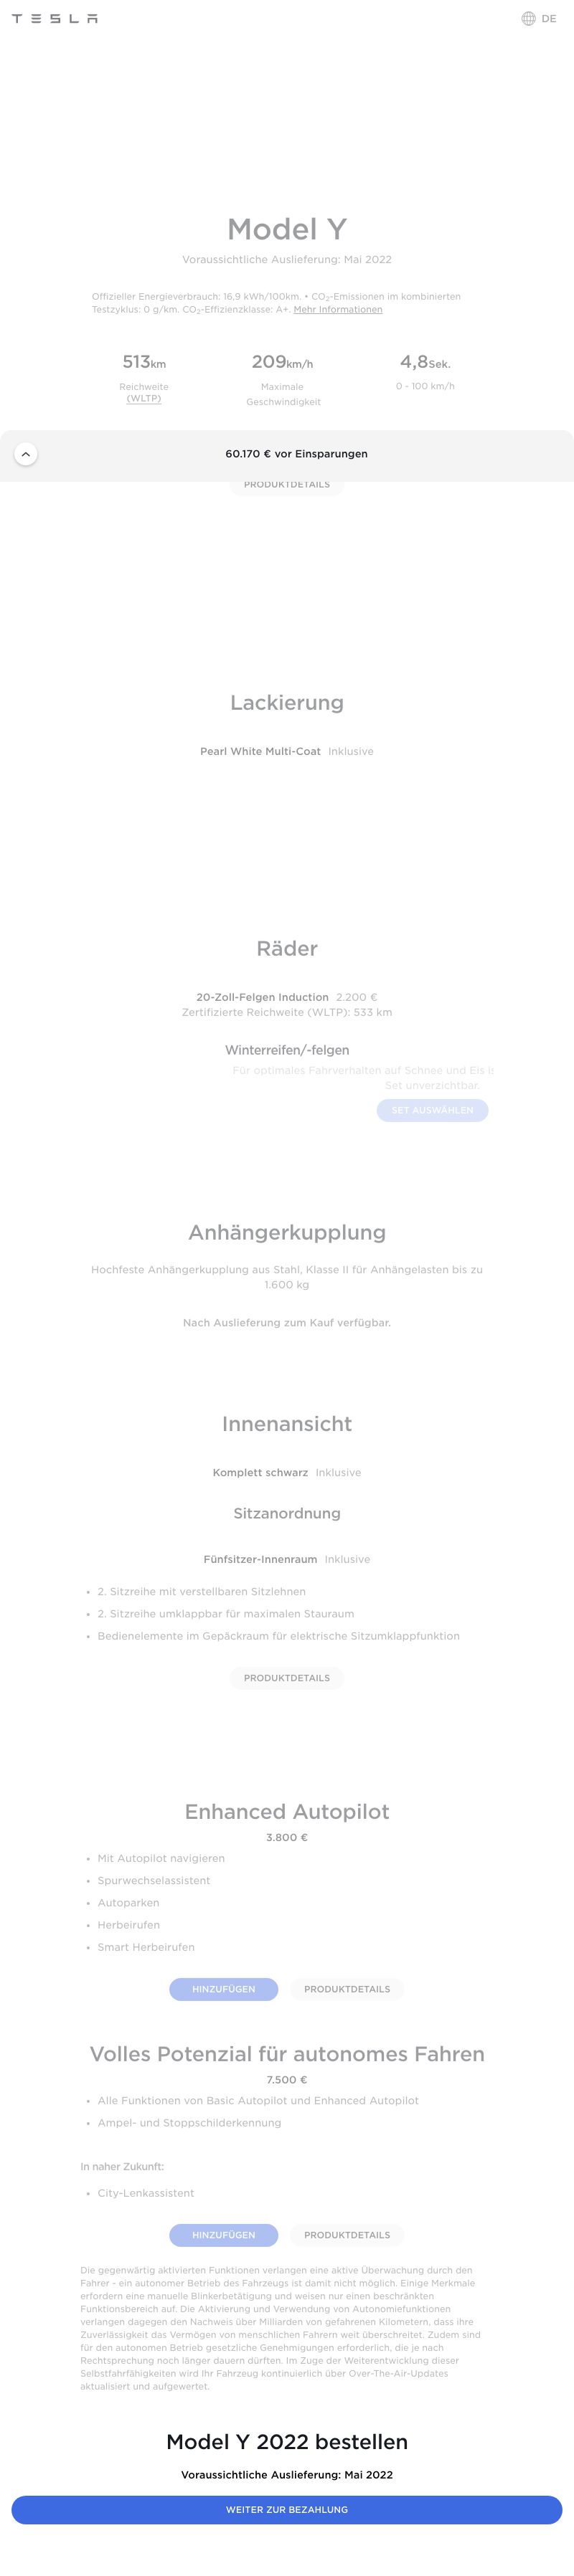 TESLA
DE
Model Y
Voraussichtliche Auslieferung: Mai 2022
Offizieller Energieverbrauch: 16,9 kWh/100km. • CO₂-Emissionen im kombinierten
Testzyklus: 0 g/km. CO₂-Effizienzklasse: A+. Mehr Informationen
513km
Reichweite
(WLTP)
209km/h
Maximale
Geschwindigkeit
4,8Sek.
0 - 100 km/h
60.170 € vor Einsparungen
PRODUKTDETAILS
Lackierung
Pearl White Multi-Coat Inklusive
Räder
20-Zoll-Felgen Induction 2.200 €
Zertifizierte Reichweite (WLTP): 533 km
Winterreifen/-felgen
Für optimales Fahrverhalten auf Schnee und Eis
Set unverzichtbar.
SET AUSWÄHLEN
Anhängerkupplung
Hochfeste Anhängerkupplung aus Stahl, Klasse II für Anhängelasten bis zu
1.600 kg
Nach Auslieferung zum Kauf verfügbar.
Innenansicht
Komplett schwarz Inklusive
Sitzanordnung
Fünfsitzer-Innenraum Inklusive
• 2. Sitzreihe mit verstellbaren Sitzlehnen
• 2. Sitzreihe umklappbar für maximalen Stauraum
• Bedienelemente im Gepäckraum für elektrische Sitzumklappfunktion
PRODUKTDETAILS
Enhanced Autopilot
3.800 €
• Mit Autopilot navigieren
• Spurwechselassistent
• Autoparken
• Herbeirufen
• Smart Herbeirufen
HINZUFÜGEN PRODUKTDETAILS
Volles Potenzial für autonomes Fahren
7.500 €
• Alle Funktionen von Basic Autopilot und Enhanced Autopilot
• Ampel- und Stoppschilderkennung
In naher Zukunft:
• City-Lenkassistent
HINZUFÜGEN PRODUKTDETAILS
Die gegenwärtig aktivierten Funktionen verlangen eine aktive Überwachung durch den
Fahrer - ein autonomer Betrieb des Fahrzeugs ist damit nicht möglich. Einige Merkmale
erfordern eine manuelle Blinkerbetätigung und weisen nur einen beschränkten
Funktionsbereich auf. Die Aktivierung und Verwendung von Autonomiefunktionen
verlangen dagegen den Nachweis über Milliarden von gefahrenen Kilometern, dass ihre
Zuverlässigkeit das Vermögen von menschlichen Fahrern weit überschreitet. Zudem sind
für den autonomen Betrieb gesetzliche Genehmigungen erforderlich, die je nach
Rechtsprechung noch länger dauern dürften. Im Zuge der Weiterentwicklung dieser
Selbstfahrfähigkeiten wird Ihr Fahrzeug kontinuierlich über Over-The-Air-Updates
aktualisiert und aufgewertet.
Model Y 2022 bestellen
Voraussichtliche Auslieferung: Mai 2022
WEITER ZUR BEZAHLUNG